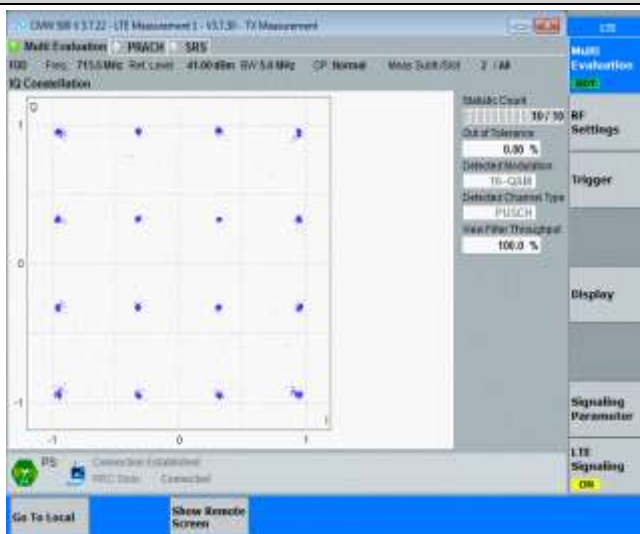 CMW 500 V 3.7.22 - LTE Measurement 1 - V3.7.30 - TX Measurement
Multi Evaluation PRACH SRS
FDD Freq.: 713.5 MHz Ref. Level: 41.00 dBm BW: 5.0 MHz CP: Normal Meas Subfr./Slot: 2 / All
IQ Constellation
Q
1
0
-1
-1 0 1
I
Statistic Count
10 / 10
Out of Tolerance
0.00 %
Detected Modulation
16-QAM
Detected Channel Type
PUSCH
View Filter Throughput
100.0 %
PS: Connection Established
RRC State: Connected
Go To Local
Show Remote Screen
LTE
Multi Evaluation
RDY
RF Settings
Trigger
Display
Signaling Parameter
LTE Signaling
ON